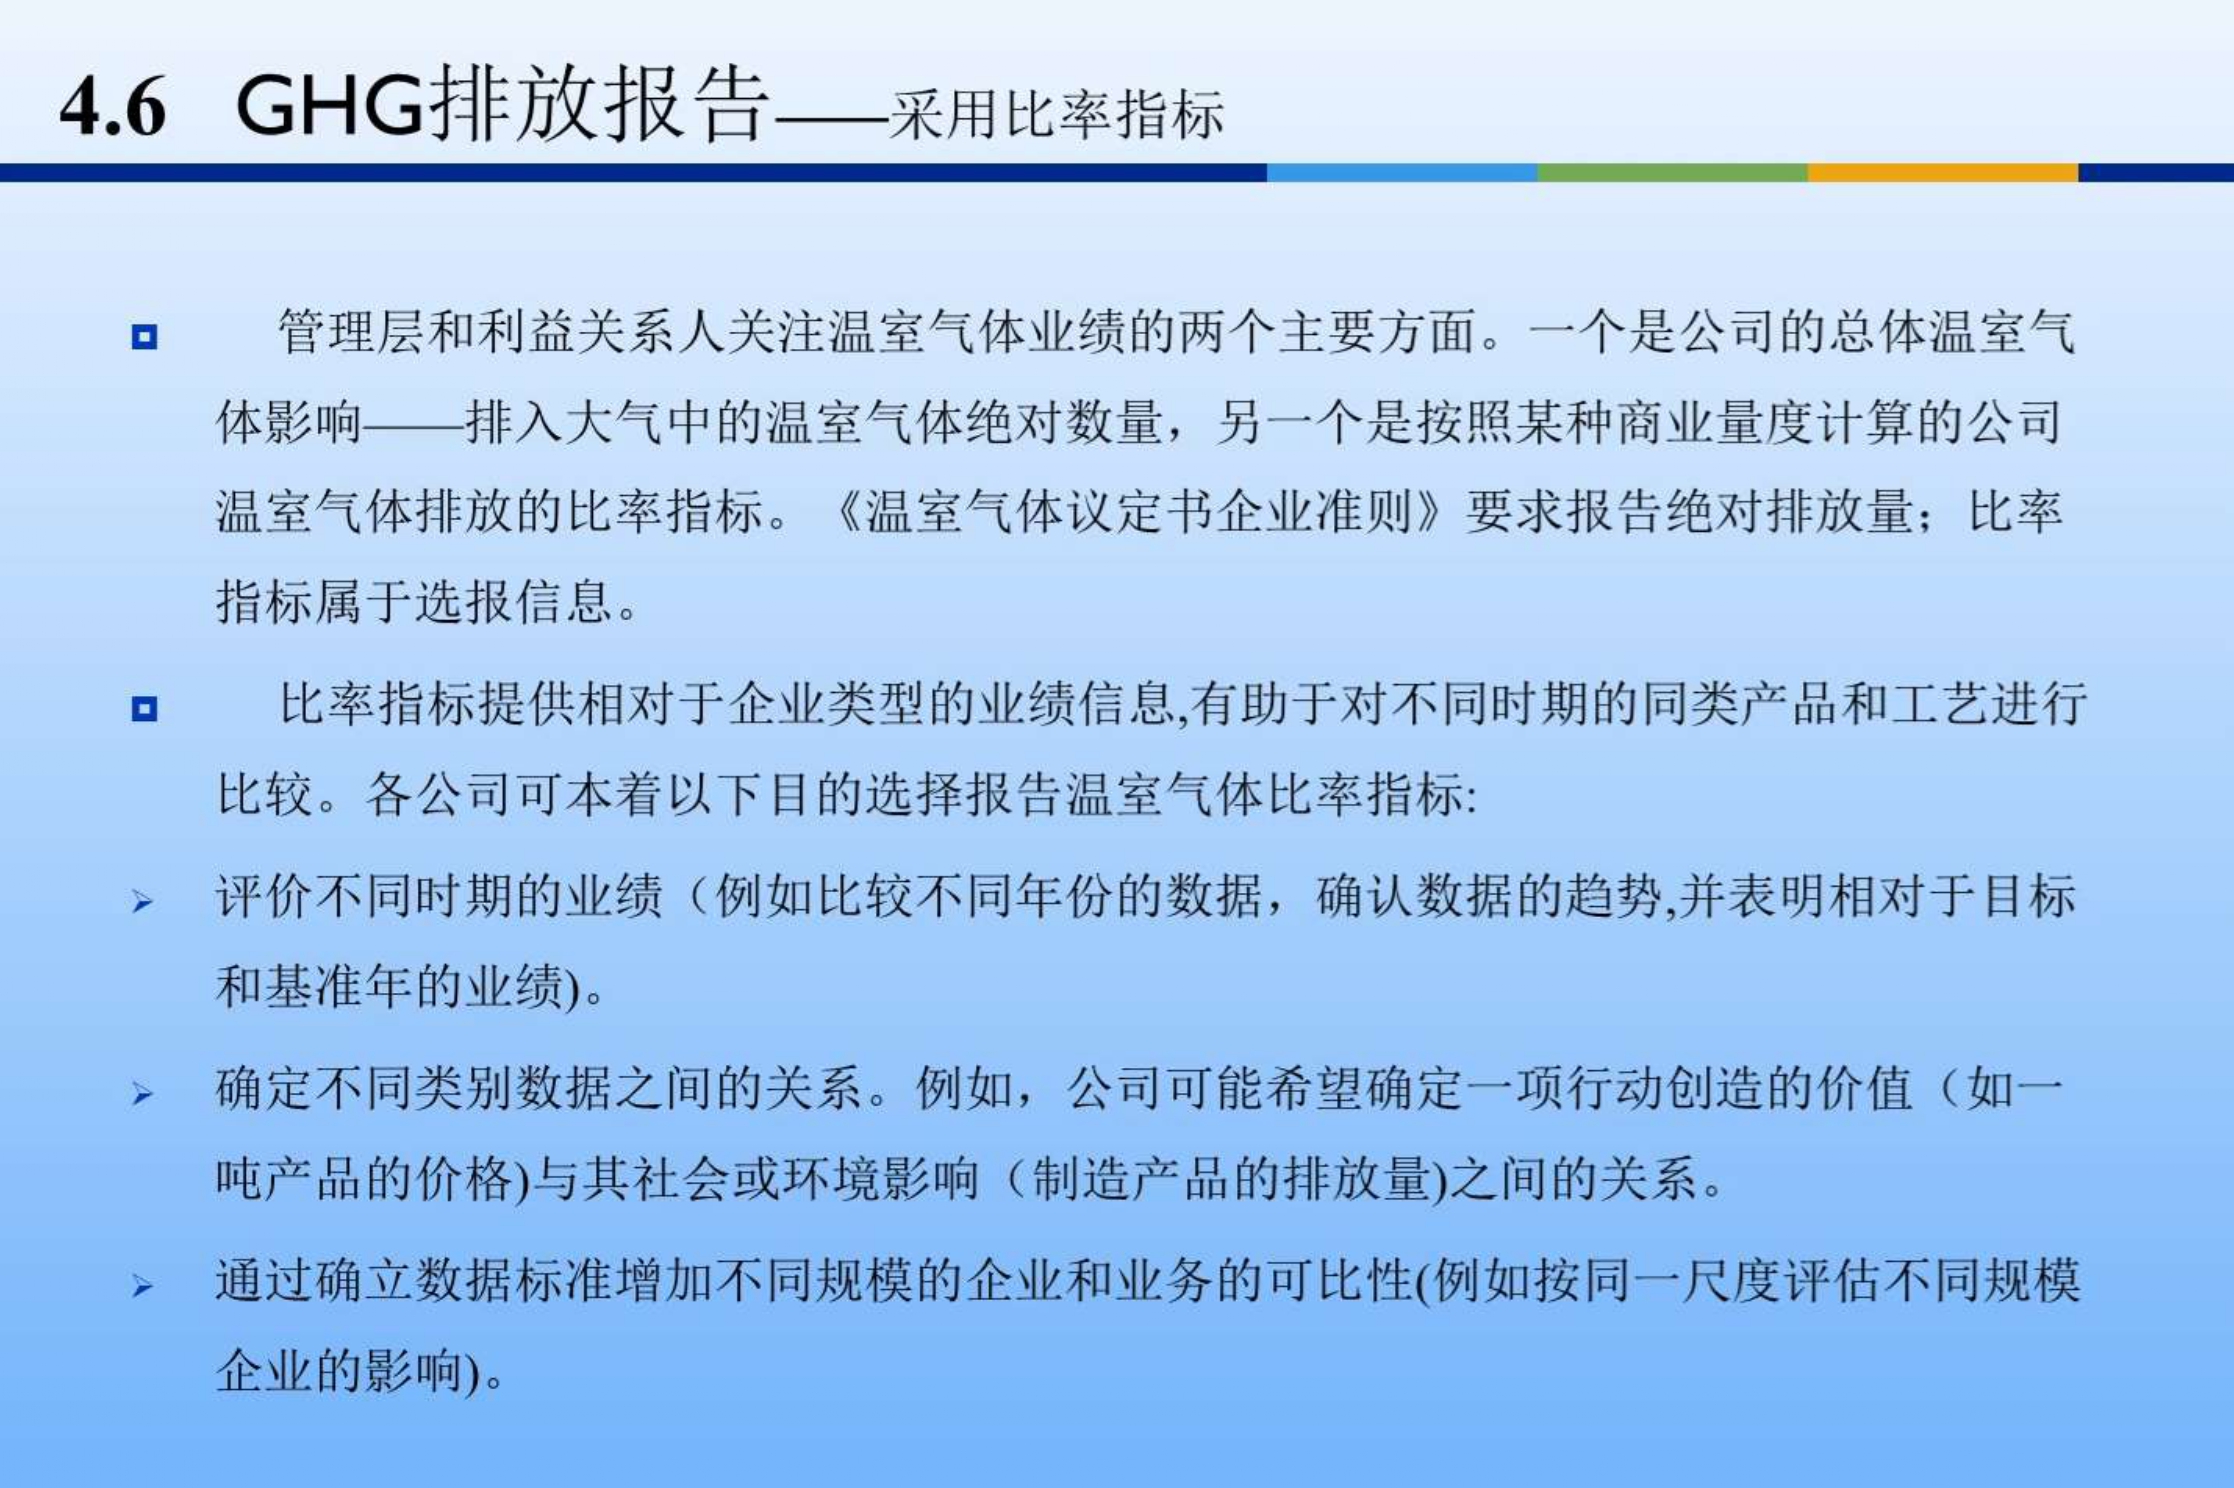 4.6 GHG排放报告——采用比率指标
管理层和利益关系人关注温室气体业绩的两个主要方面。一个是公司的总体温室气
体影响——排入大气中的温室气体绝对数量，另一个是按照某种商业量度计算的公司
温室气体排放的比率指标。《温室气体议定书企业准则》要求报告绝对排放量；比率
指标属于选报信息。
比率指标提供相对于企业类型的业绩信息,有助于对不同时期的同类产品和工艺进行
比较。各公司可本着以下目的选择报告温室气体比率指标:
评价不同时期的业绩（例如比较不同年份的数据，确认数据的趋势,并表明相对于目标
和基准年的业绩)。
确定不同类别数据之间的关系。例如，公司可能希望确定一项行动创造的价值（如一
吨产品的价格)与其社会或环境影响（制造产品的排放量)之间的关系。
通过确立数据标准增加不同规模的企业和业务的可比性(例如按同一尺度评估不同规模
企业的影响)。